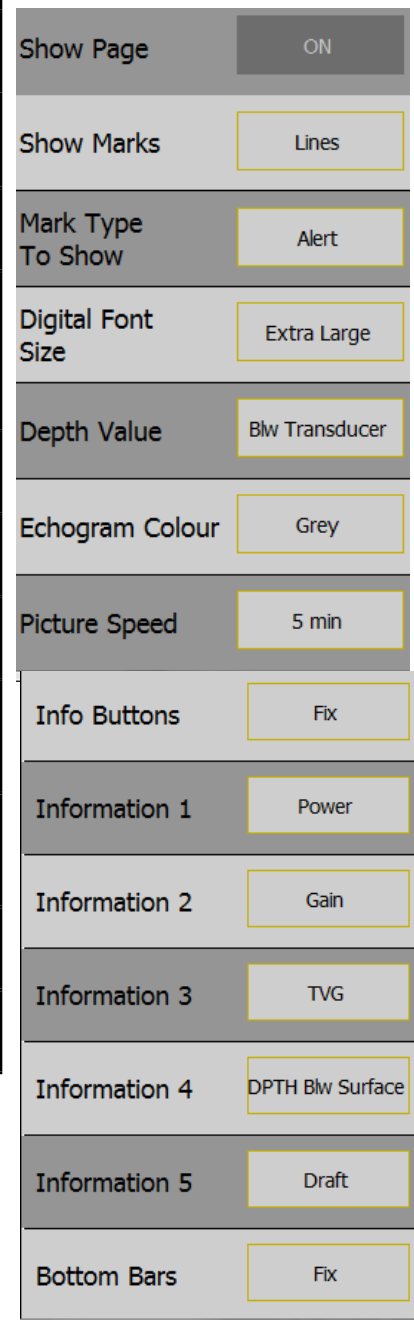 Show Page ON
Show Marks Lines
Mark Type
To Show Alert
Digital Font
Size Extra Large
Depth Value Blw Transducer
Echogram Colour Grey
Picture Speed 5 min
Info Buttons Fix
Information 1 Power
Information 2 Gain
Information 3 TVG
Information 4 DPTH Blw Surface
Information 5 Draft
Bottom Bars Fix